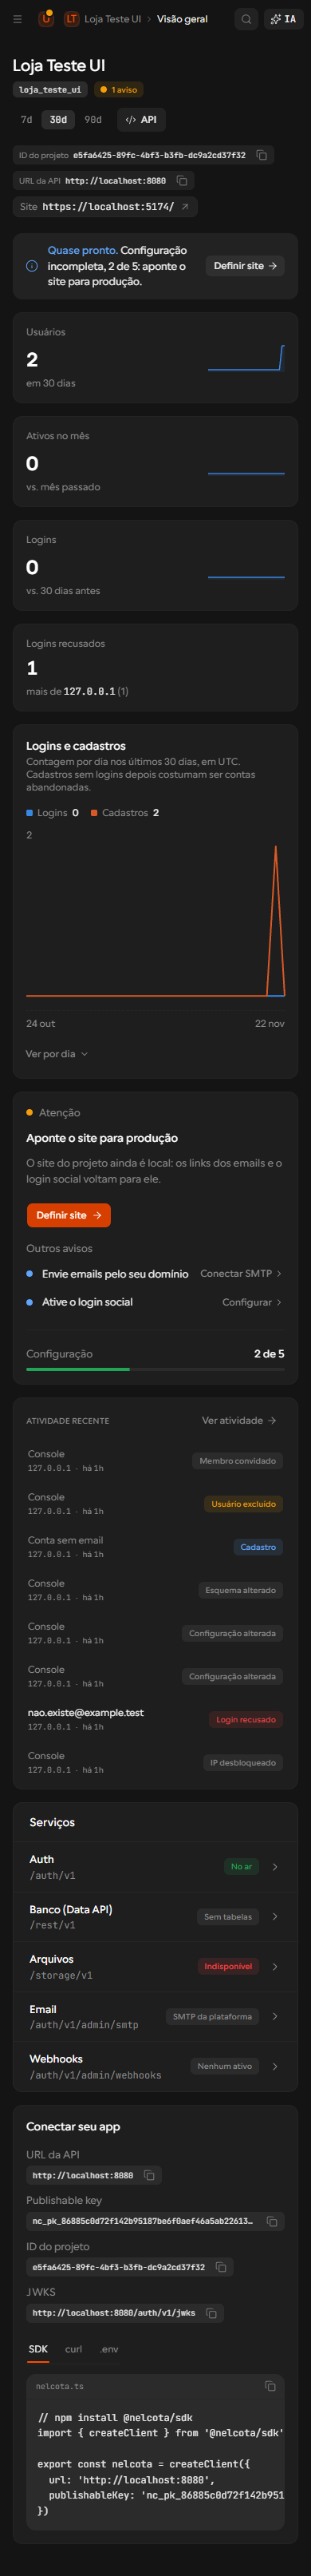 U
LT Loja Teste UI > Visão geral
IA
Loja Teste UI
loja_teste_ui
1 aviso
7d 30d 90d
API
ID do projeto e5fa6425-89fc-4bf3-b3fb-dc9a2cd37f32
URL da API http://localhost:8080
Site https://localhost:5174/
Quase pronto. Configuração
incompleta, 2 de 5: aponte o
site para produção.
Definir site →
Usuários
2
em 30 dias
Ativos no mês
0
vs. mês passado
Logins
0
vs. 30 dias antes
Logins recusados
1
mais de 127.0.0.1 (1)
Logins e cadastros
Contagem por dia nos últimos 30 dias, em UTC.
Cadastros sem logins depois costumam ser contas
abandonadas.
Logins 0 Cadastros 2
2
24 out 22 nov
Ver por dia
Atenção
Aponte o site para produção
O site do projeto ainda é local: os links dos emails e o
login social voltam para ele.
Definir site →
Outros avisos
Envie emails pelo seu domínio Conectar SMTP >
Ative o login social Configurar >
Configuração 2 de 5
ATIVIDADE RECENTE Ver atividade →
Console
127.0.0.1 · há 1h
Membro convidado
Console
127.0.0.1 · há 1h
Usuário excluído
Conta sem email
127.0.0.1 · há 1h
Cadastro
Console
127.0.0.1 · há 1h
Esquema alterado
Console
127.0.0.1 · há 1h
Configuração alterada
Console
127.0.0.1 · há 1h
Configuração alterada
nao.existe@example.test
127.0.0.1 · há 1h
Login recusado
Console
127.0.0.1 · há 1h
IP desbloqueado
Serviços
Auth
/auth/v1
No ar
Banco (Data API)
/rest/v1
Sem tabelas
Arquivos
/storage/v1
Indisponível
Email
/auth/v1/admin/smtp
SMTP da plataforma
Webhooks
/auth/v1/admin/webhooks
Nenhum ativo
Conectar seu app
URL da API
http://localhost:8080
Publishable key
nc_pk_86885c0d72f142b95187be6f0aef46a5ab22613…
ID do projeto
e5fa6425-89fc-4bf3-b3fb-dc9a2cd37f32
JWKS
http://localhost:8080/auth/v1/jwks
SDK curl .env
nelcota.ts
// npm install @nelcota/sdk
import { createClient } from '@nelcota/sdk'
export const nelcota = createClient({
url: 'http://localhost:8080',
publishableKey: 'nc_pk_86885c0d72f142b951
})